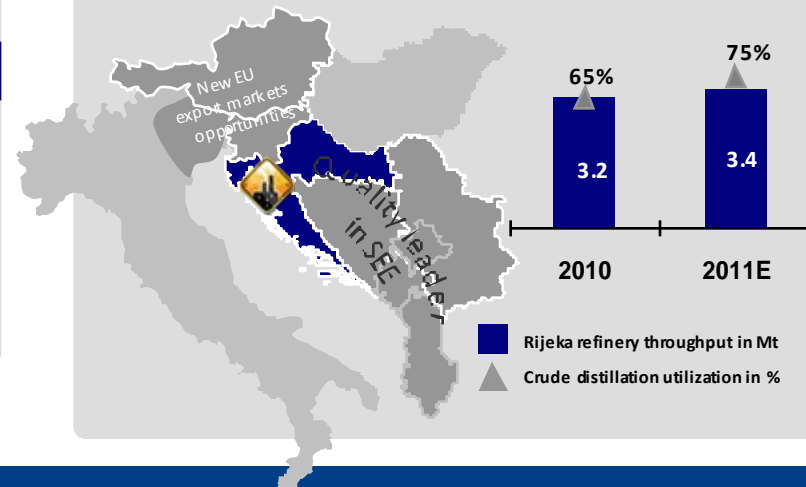 New EU
export markets
opportunities
Quality leader
in SEE
65%
75%
3.2
3.4
2010
2011E
Rijeka refinery throughput in Mt
Crude distillation utilization in %